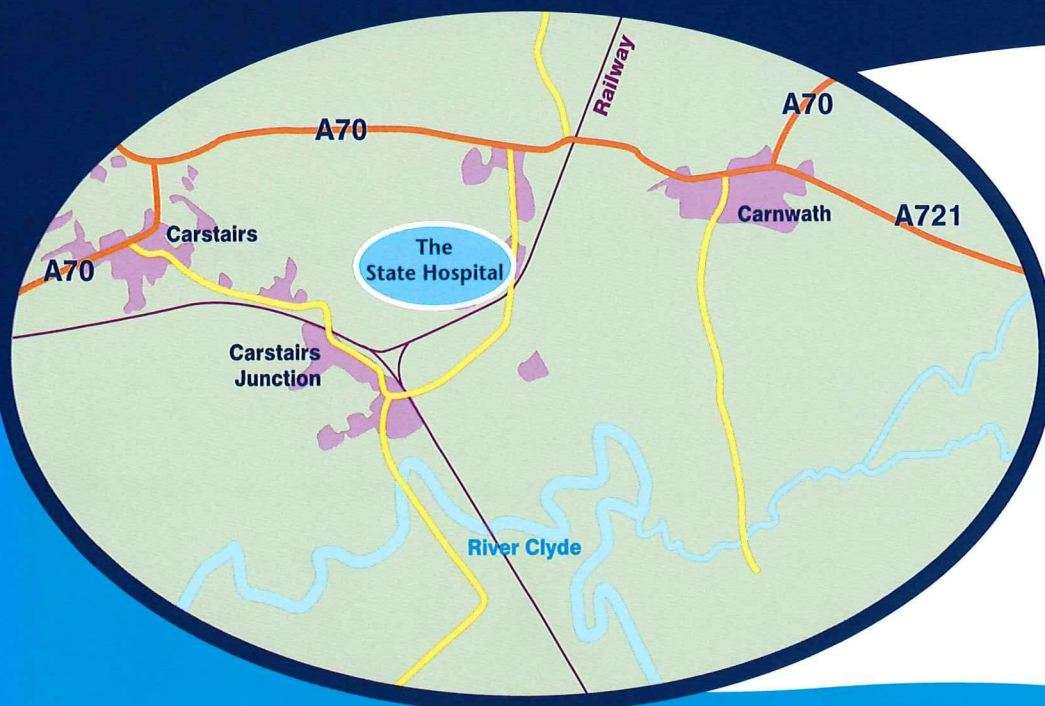 Railway
A70
A70
Carnwath
A721
Carstairs
A70
The
State Hospital
Carstairs
Junction
River Clyde